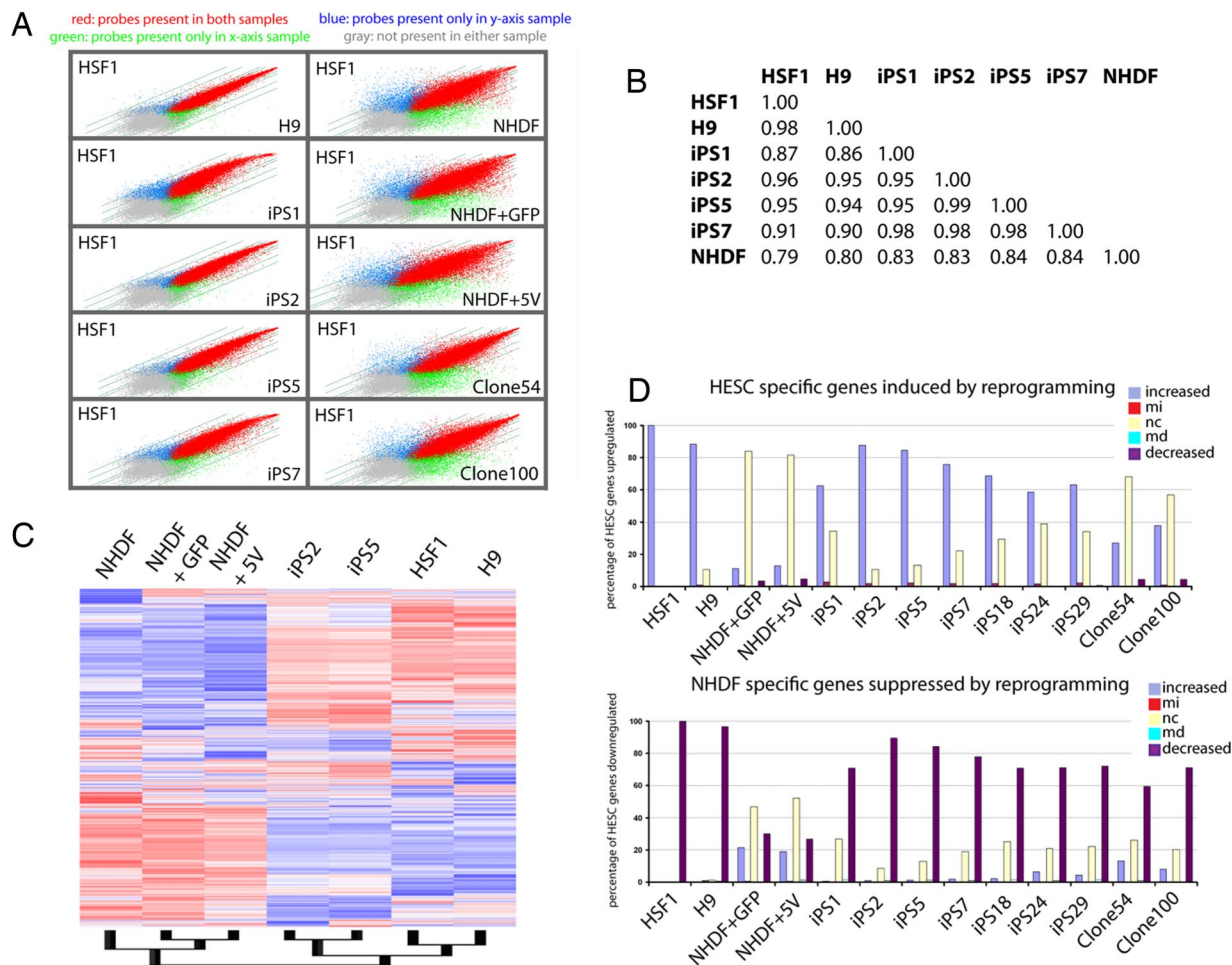 A
red: probes present in both samples
blue: probes present only in y-axis sample
green: probes present only in x-axis sample
gray: not present in either sample
HSF1
H9
HSF1
NHDF
HSF1
iPS1
HSF1
NHDF+GFP
HSF1
iPS2
HSF1
NHDF+5V
HSF1
iPS5
HSF1
Clone54
HSF1
iPS7
HSF1
Clone100
B
HSF1 H9 iPS1 iPS2 iPS5 iPS7 NHDF
HSF1 1.00
H9 0.98 1.00
iPS1 0.87 0.86 1.00
iPS2 0.96 0.95 0.95 1.00
iPS5 0.95 0.94 0.95 0.99 1.00
iPS7 0.91 0.90 0.98 0.98 0.98 1.00
NHDF 0.79 0.80 0.83 0.83 0.84 0.84 1.00
C
NHDF
NHDF
+ GFP
NHDF
+ 5V
iPS2
iPS5
HSF1
H9
D
HESC specific genes induced by reprogramming
increased
mi
nc
md
decreased
percentage of HESC genes upregulated
100
80
60
40
20
0
HSF1
H9
NHDF+GFP
NHDF+5V
iPS1
iPS2
iPS5
iPS7
iPS18
iPS24
iPS29
Clone54
Clone100
NHDF specific genes suppressed by reprogramming
increased
mi
nc
md
decreased
percentage of HESC genes downregulated
100
80
60
40
20
0
HSF1
H9
NHDF+GFP
NHDF+5V
iPS1
iPS2
iPS5
iPS7
iPS18
iPS24
iPS29
Clone54
Clone100